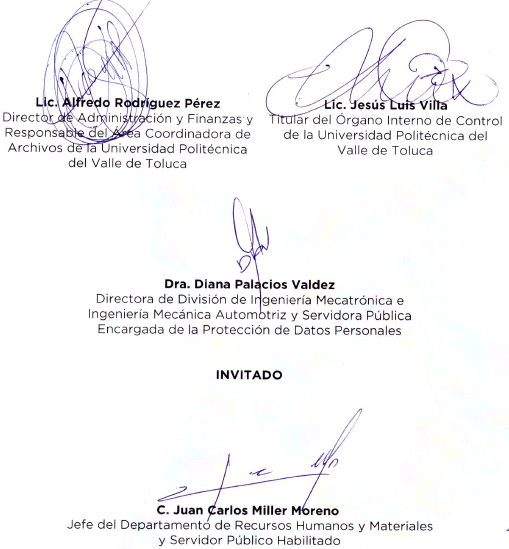 Lic. Alfredo Rodríguez Pérez
Director de Administración y Finanzas y
Responsable del Área Coordinadora de
Archivos de la Universidad Politécnica
del Valle de Toluca
Lic. Jesús Luis Villa
Titular del Órgano Interno de Control
de la Universidad Politécnica del
Valle de Toluca
Dra. Diana Palacios Valdez
Directora de División de Ingeniería Mecatrónica e
Ingeniería Mecánica Automotriz y Servidora Pública
Encargada de la Protección de Datos Personales
INVITADO
C. Juan Carlos Miller Moreno
Jefe del Departamento de Recursos Humanos y Materiales
y Servidor Público Habilitado